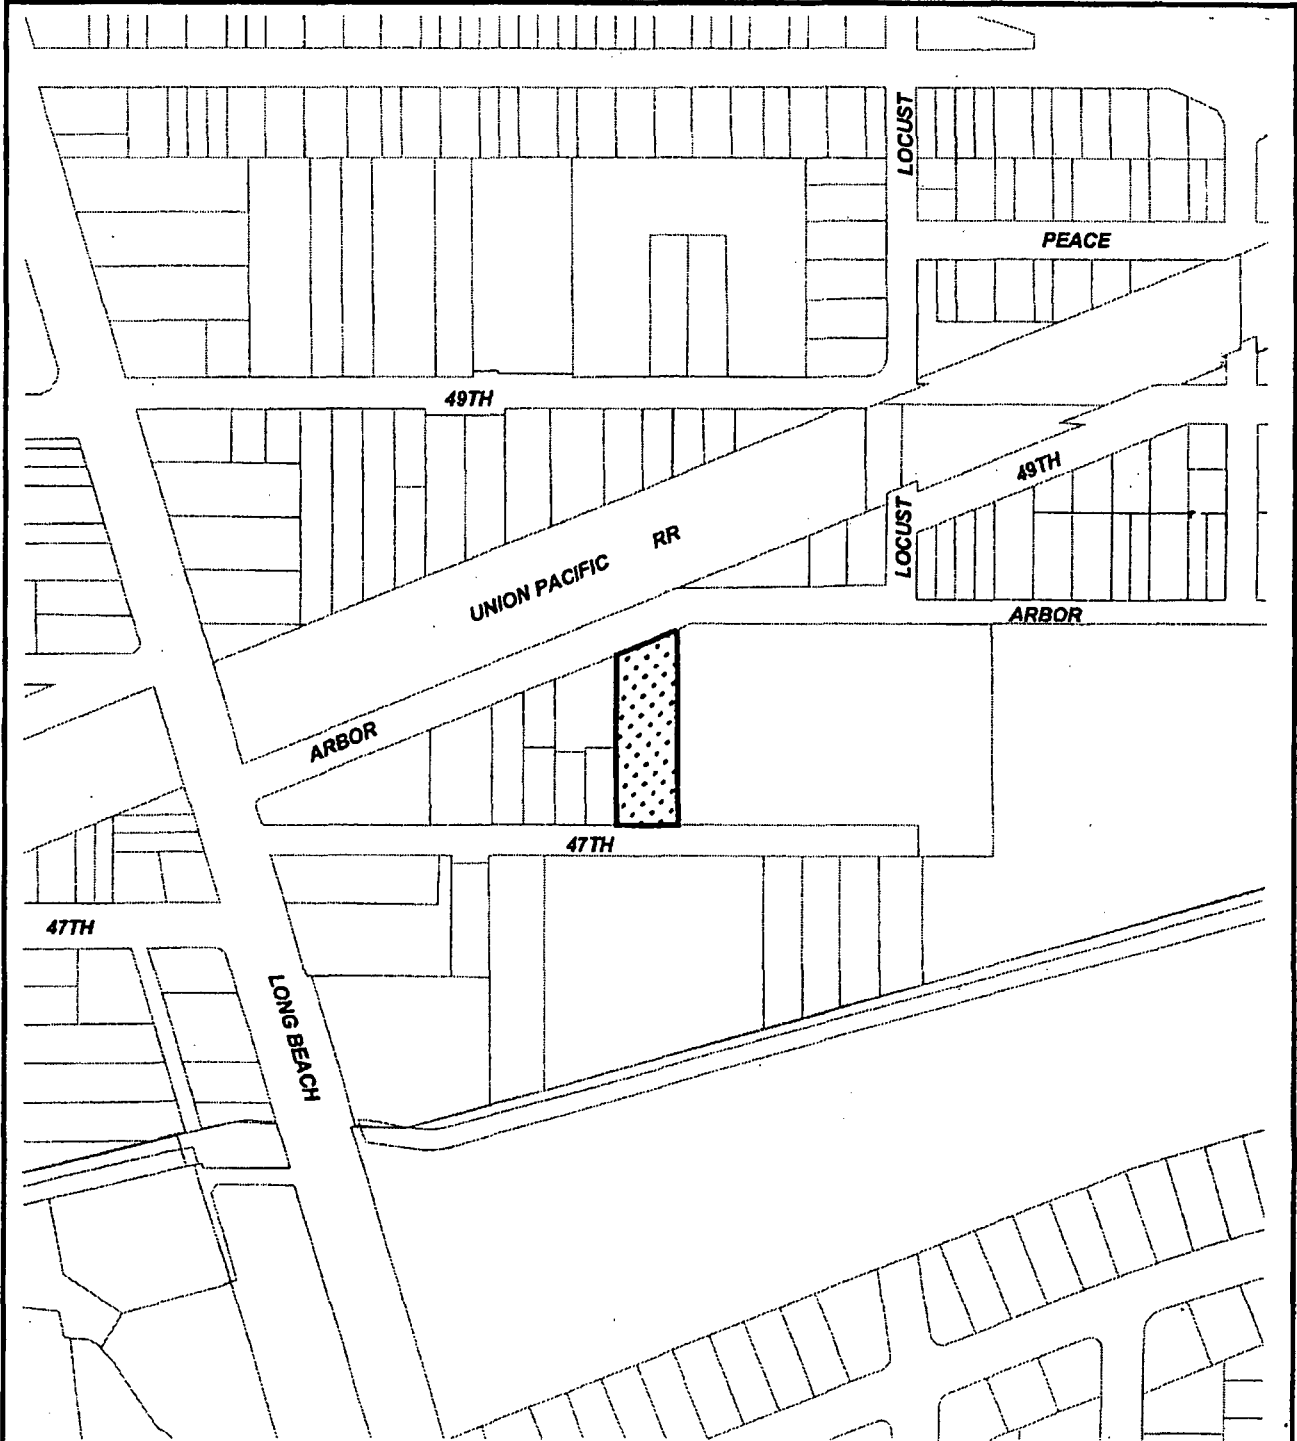 LOCUST
PEACE
49TH
49TH
LOCUST
UNION PACIFIC RR
ARBOR
ARBOR
47TH
47TH
LONG BEACH